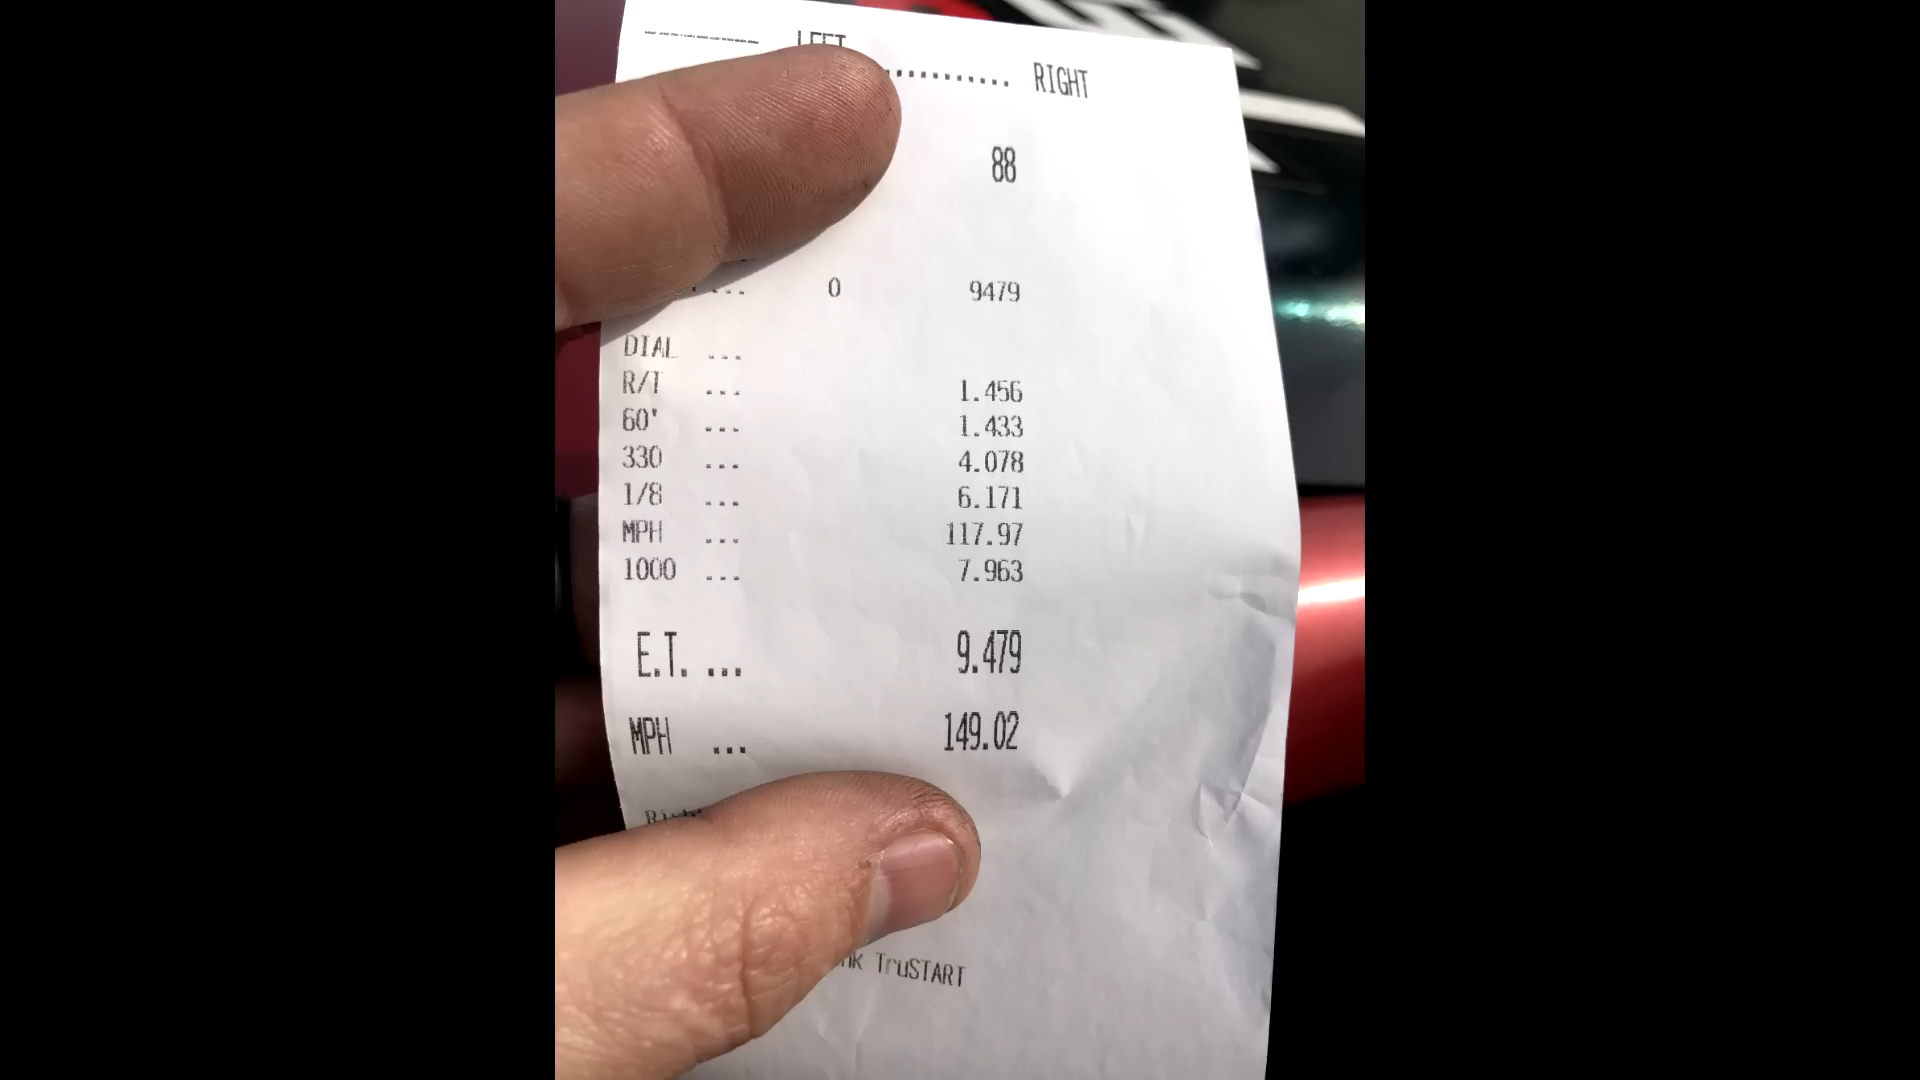 LEFT
............ RIGHT
88
0 9479
DIAL ...
R/T ... 1.456
60' ... 1.433
330 ... 4.078
1/8 ... 6.171
MPH ... 117.97
1000 ... 7.963
E.T. ... 9.479
MPH ... 149.02
TruSTART